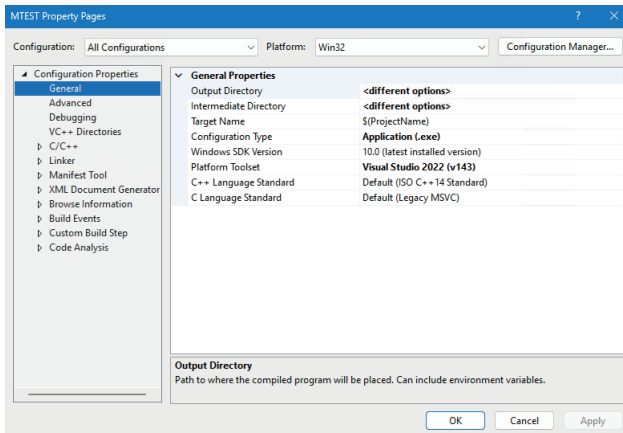 MTEST Property Pages ? ×
Configuration: All Configurations Platform: Win32 Configuration Manager...
Configuration Properties
General
Advanced
Debugging
VC++ Directories
C/C++
Linker
Manifest Tool
XML Document Generator
Browse Information
Build Events
Custom Build Step
Code Analysis
General Properties
Output Directory <different options>
Intermediate Directory <different options>
Target Name $(ProjectName)
Configuration Type Application (.exe)
Windows SDK Version 10.0 (latest installed version)
Platform Toolset Visual Studio 2022 (v143)
C++ Language Standard Default (ISO C++14 Standard)
C Language Standard Default (Legacy MSVC)
Output Directory
Path to where the compiled program will be placed. Can include environment variables.
OK Cancel Apply